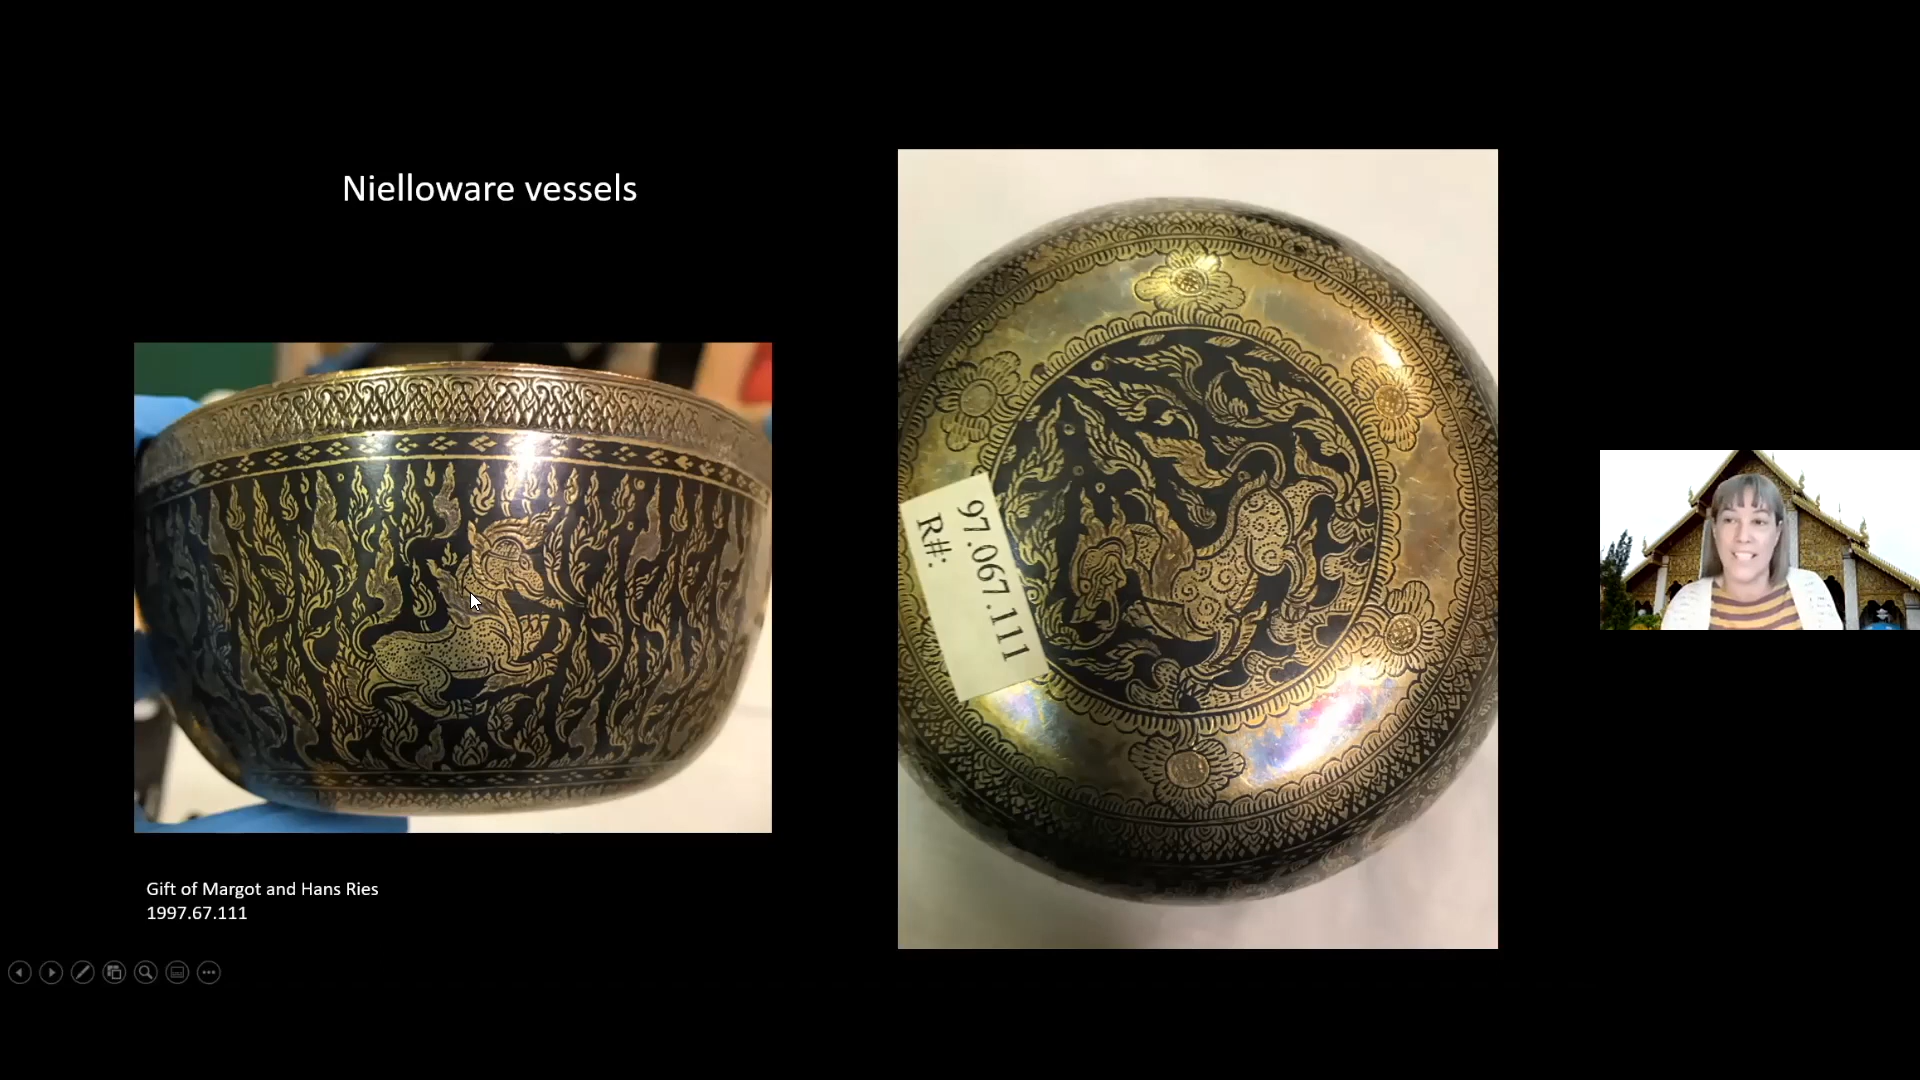 Nielloware vessels
97.067.111
R#:
Gift of Margot and Hans Ries
1997.67.111